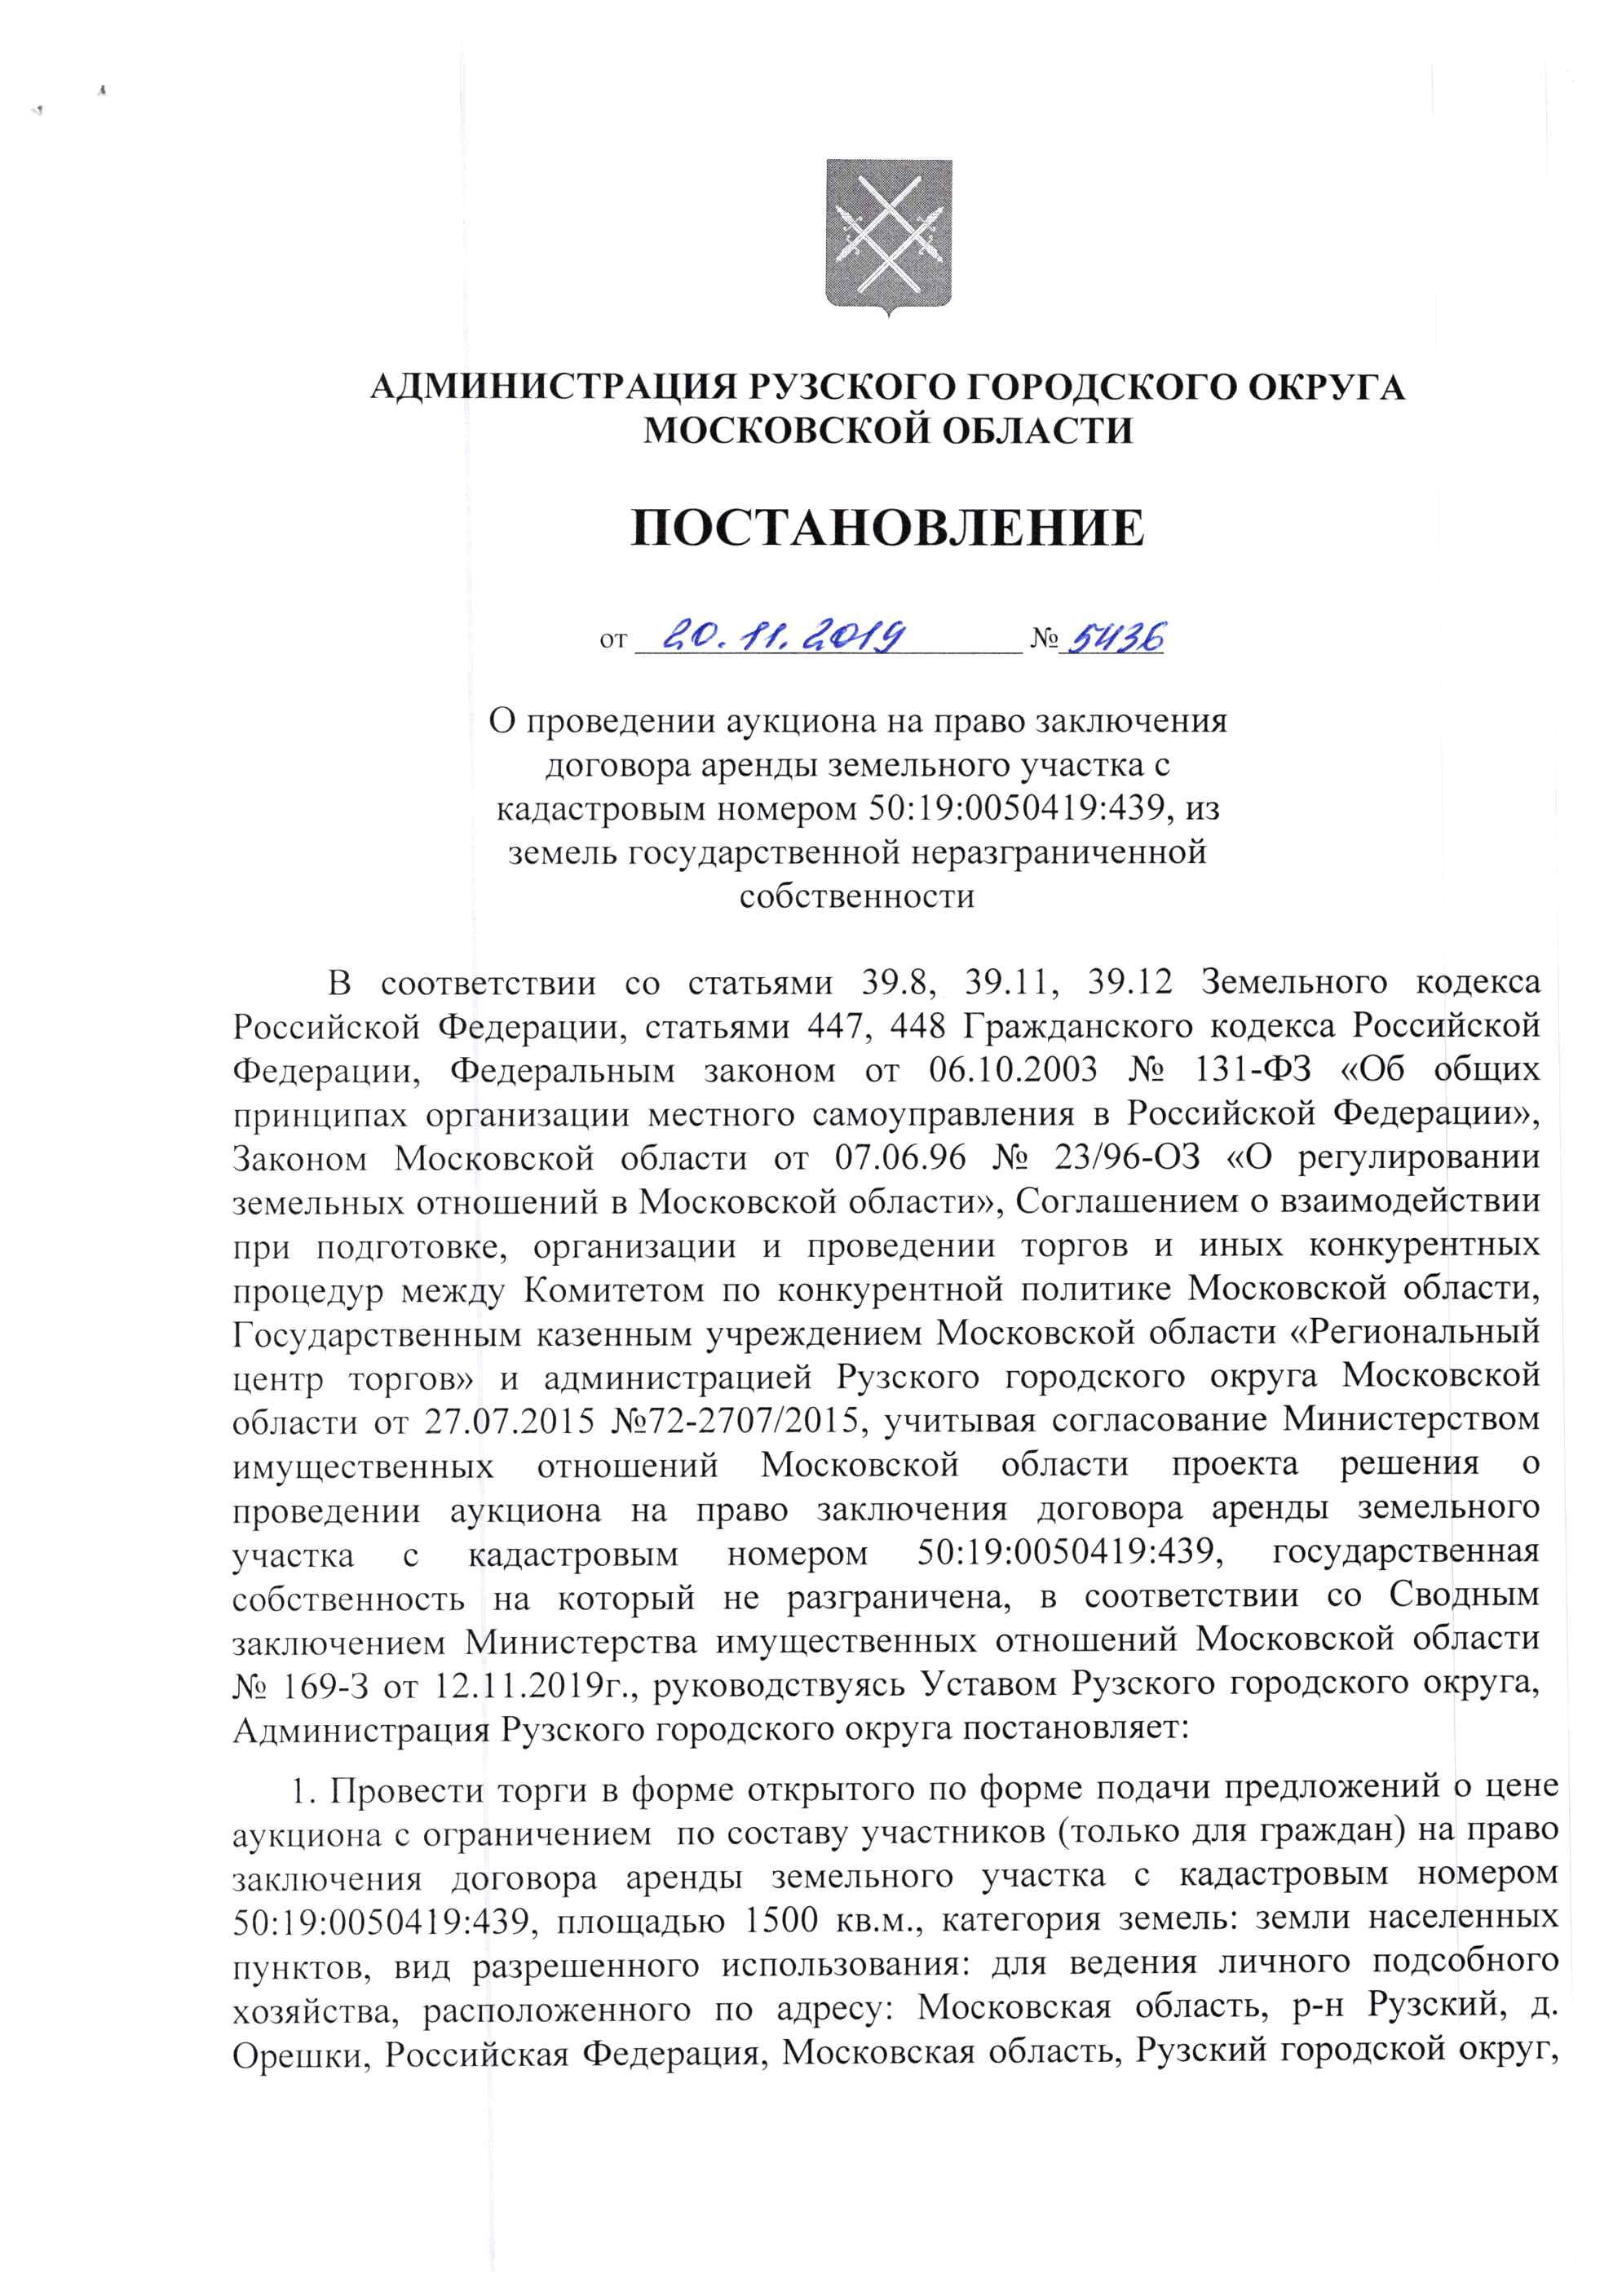 АДМИНИСТРАЦИЯ РУЗСКОГО ГОРОДСКОГО ОКРУГА
МОСКОВСКОЙ ОБЛАСТИ
ПОСТАНОВЛЕНИЕ
от 20.11.2019 № 5436
О проведении аукциона на право заключения
договора аренды земельного участка с
кадастровым номером 50:19:0050419:439, из
земель государственной неразграниченной
собственности
В соответствии со статьями 39.8, 39.11, 39.12 Земельного кодекса
Российской Федерации, статьями 447, 448 Гражданского кодекса Российской
Федерации, Федеральным законом от 06.10.2003 № 131-ФЗ «Об общих
принципах организации местного самоуправления в Российской Федерации»,
Законом Московской области от 07.06.96 № 23/96-ОЗ «О регулировании
земельных отношений в Московской области», Соглашением о взаимодействии
при подготовке, организации и проведении торгов и иных конкурентных
процедур между Комитетом по конкурентной политике Московской области,
Государственным казенным учреждением Московской области «Региональный
центр торгов» и администрацией Рузского городского округа Московской
области от 27.07.2015 №72-2707/2015, учитывая согласование Министерством
имущественных отношений Московской области проекта решения о
проведении аукциона на право заключения договора аренды земельного
участка с кадастровым номером 50:19:0050419:439, государственная
собственность на который не разграничена, в соответствии со Сводным
заключением Министерства имущественных отношений Московской области
№ 169-З от 12.11.2019г., руководствуясь Уставом Рузского городского округа,
Администрация Рузского городского округа постановляет:
1. Провести торги в форме открытого по форме подачи предложений о цене
аукциона с ограничением по составу участников (только для граждан) на право
заключения договора аренды земельного участка с кадастровым номером
50:19:0050419:439, площадью 1500 кв.м., категория земель: земли населенных
пунктов, вид разрешенного использования: для ведения личного подсобного
хозяйства, расположенного по адресу: Московская область, р-н Рузский, д.
Орешки, Российская Федерация, Московская область, Рузский городской округ,